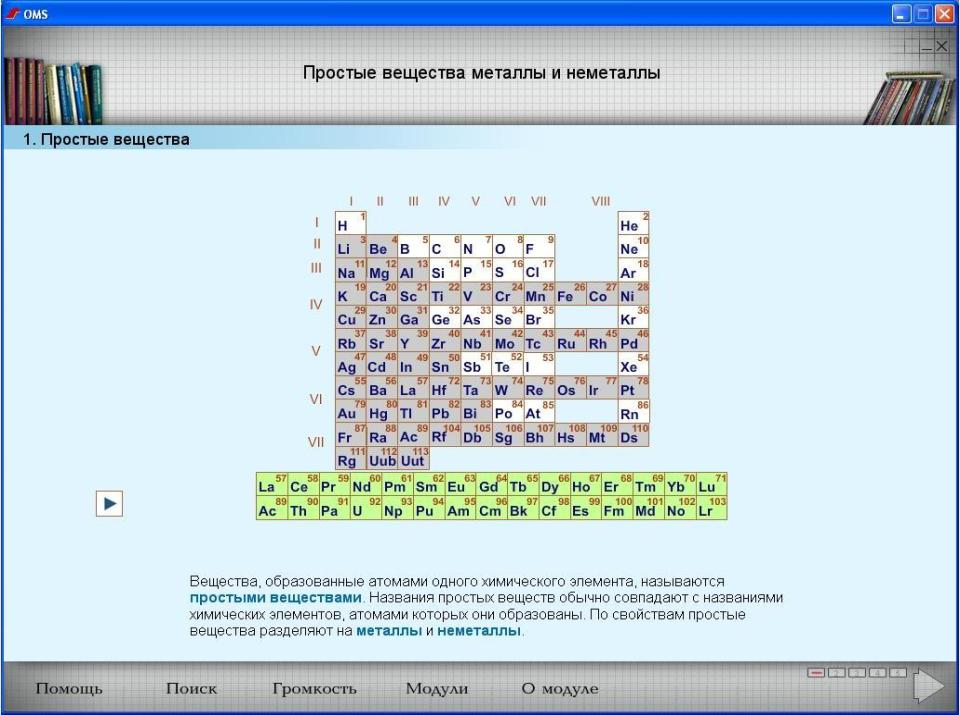 OMS
Простые вещества металлы и неметаллы
1. Простые вещества
I II III IV V VI VII VIII
I H 1 He 2
II Li 3 Be 4 B 5 C 6 N 7 O 8 F 9 Ne 10
III Na 11 Mg 12 Al 13 Si 14 P 15 S 16 Cl 17 Ar 18
IV K 19 Ca 20 Sc 21 Ti 22 V 23 Cr 24 Mn 25 Fe 26 Co 27 Ni 28
Cu 29 Zn 30 Ga 31 Ge 32 As 33 Se 34 Br 35 Kr 36
V Rb 37 Sr 38 Y 39 Zr 40 Nb 41 Mo 42 Tc 43 Ru 44 Rh 45 Pd 46
Ag 47 Cd 48 In 49 Sn 50 Sb 51 Te 52 I 53 Xe 54
VI Cs 55 Ba 56 La 57 Hf 72 Ta 73 W 74 Re 75 Os 76 Ir 77 Pt 78
Au 79 Hg 80 Tl 81 Pb 82 Bi 83 Po 84 At 85 Rn 86
VII Fr 87 Ra 88 Ac 89 Rf 104 Db 105 Sg 106 Bh 107 Hs 108 Mt 109 Ds 110
Rg 111 Uub 112 Uut 113
La 57 Ce 58 Pr 59 Nd 60 Pm 61 Sm 62 Eu 63 Gd 64 Tb 65 Dy 66 Ho 67 Er 68 Tm 69 Yb 70 Lu 71
Ac 89 Th 90 Pa 91 U 92 Np 93 Pu 94 Am 95 Cm 96 Bk 97 Cf 98 Es 99 Fm 100 Md 101 No 102 Lr 103
Вещества, образованные атомами одного химического элемента, называются
простыми веществами. Названия простых веществ обычно совпадают с названиями
химических элементов, атомами которых они образованы. По свойствам простые
вещества разделяют на металлы и неметаллы.
2 3 4 5
Помощь Поиск Громкость Модули О модуле